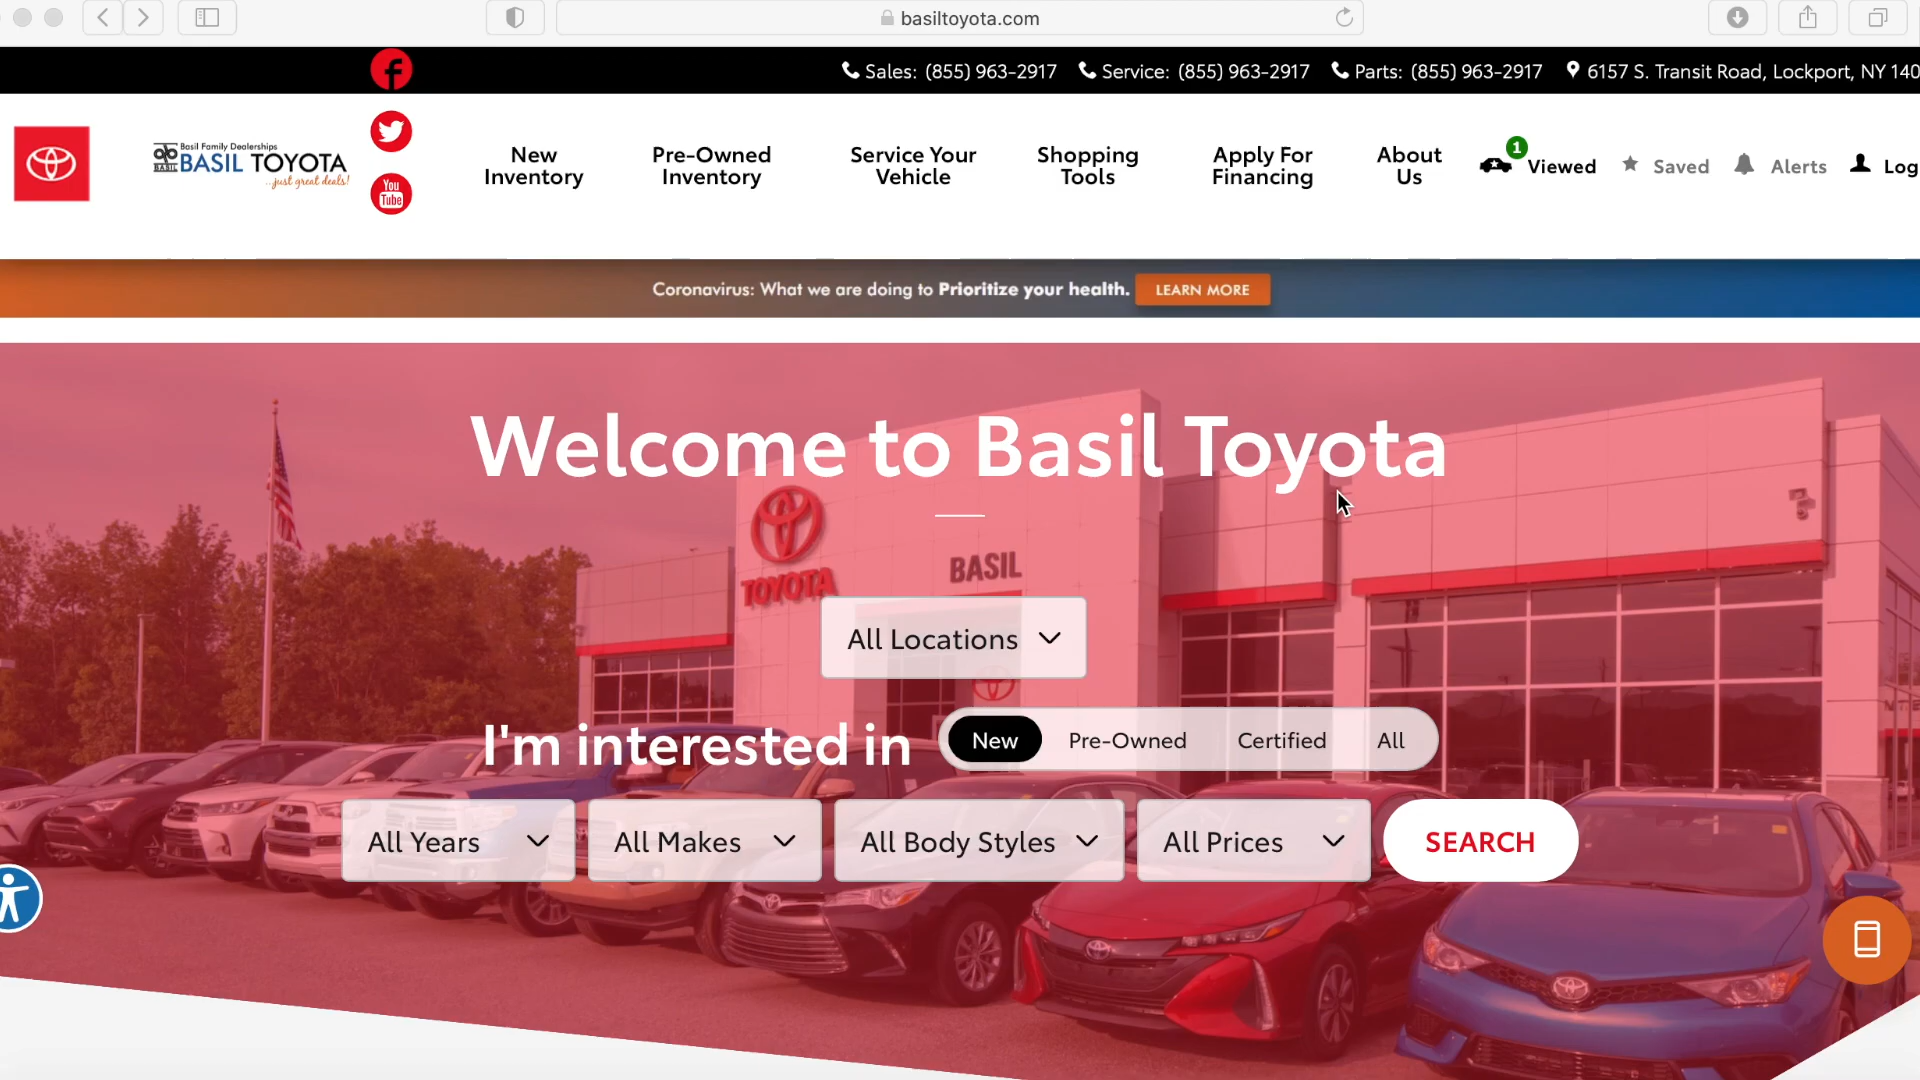 basiltoyota.com
Sales: (855) 963-2917 Service: (855) 963-2917 Parts: (855) 963-2917 6157 S. Transit Road, Lockport, NY 140
Basil Family Dealerships
BASIL TOYOTA
...just great deals!
You
Tube
New
Inventory
Pre-Owned
Inventory
Service Your
Vehicle
Shopping
Tools
Apply For
Financing
About
Us
1
Viewed
Saved
Alerts
Log
Coronavirus: What we are doing to Prioritize your health. LEARN MORE
Welcome to Basil Toyota
TOYOTA
BASIL
All Locations
I'm interested in New Pre-Owned Certified All
All Years All Makes All Body Styles All Prices SEARCH